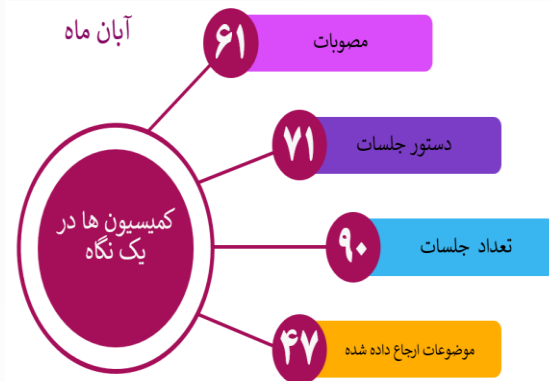 آبان ماه
۶۱
مصوبات
۷۱
دستور جلسات
کمیسیون ها در
یک نگاه
۹۰
تعداد جلسات
۴۷
موضوعات ارجاع داده شده